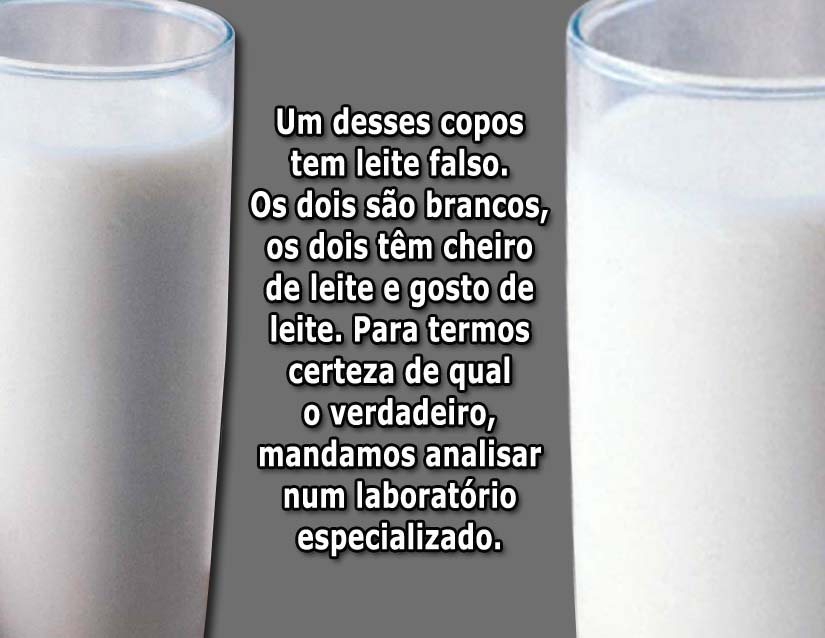 Um desses copos
tem leite falso.
Os dois são brancos,
os dois têm cheiro
de leite e gosto de
leite. Para termos
certeza de qual
o verdadeiro,
mandamos analisar
num laboratório
especializado.